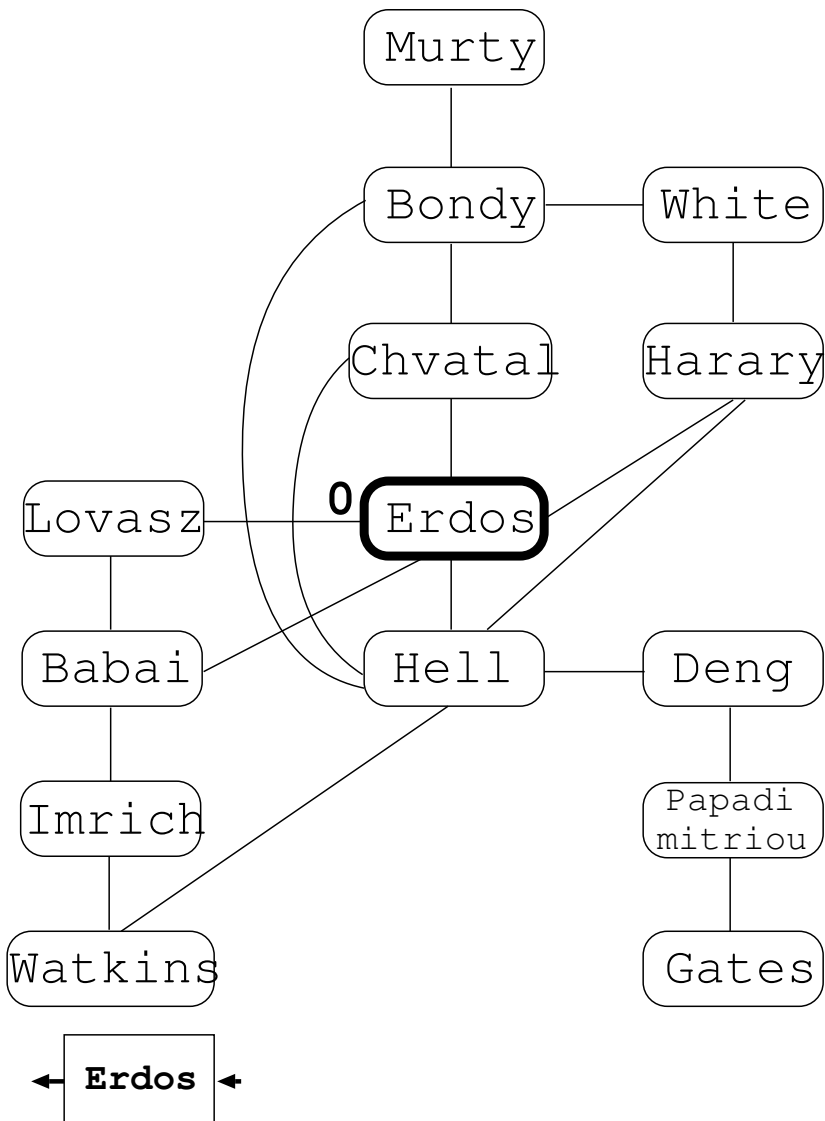 Murty
Bondy
White
Chvatal
Harary
Lovasz
0
Erdos
Babai
Hell
Deng
Imrich
Papadi
mitriou
Watkins
Gates
Erdos